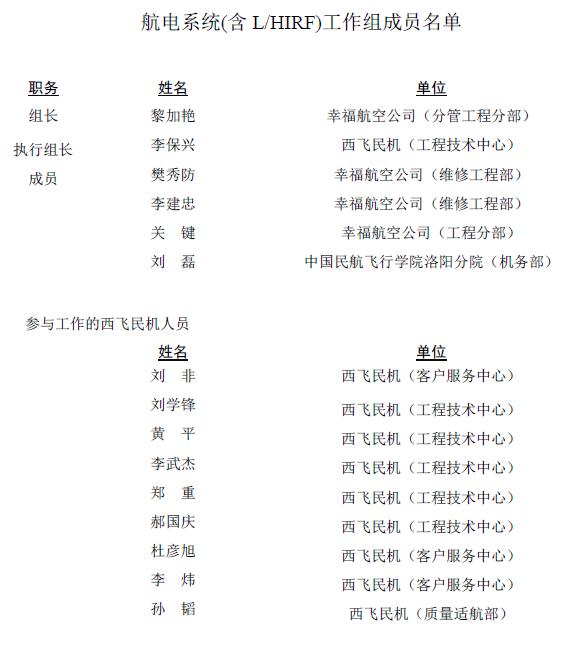 航电系统(含 L/HIRF)工作组成员名单
职务 姓名 单位
组长 黎加艳 幸福航空公司（分管工程分部）
执行组长 李保兴 西飞民机（工程技术中心）
成员 樊秀防 幸福航空公司（维修工程部）
李建忠 幸福航空公司（维修工程部）
关 键 幸福航空公司（工程分部）
刘 磊 中国民航飞行学院洛阳分院（机务部）
参与工作的西飞民机人员
姓名 单位
刘 非 西飞民机（客户服务中心）
刘学锋 西飞民机（工程技术中心）
黄 平 西飞民机（工程技术中心）
李武杰 西飞民机（工程技术中心）
郑 重 西飞民机（工程技术中心）
郝国庆 西飞民机（工程技术中心）
杜彦旭 西飞民机（客户服务中心）
李 炜 西飞民机（客户服务中心）
孙 韬 西飞民机（质量适航部）